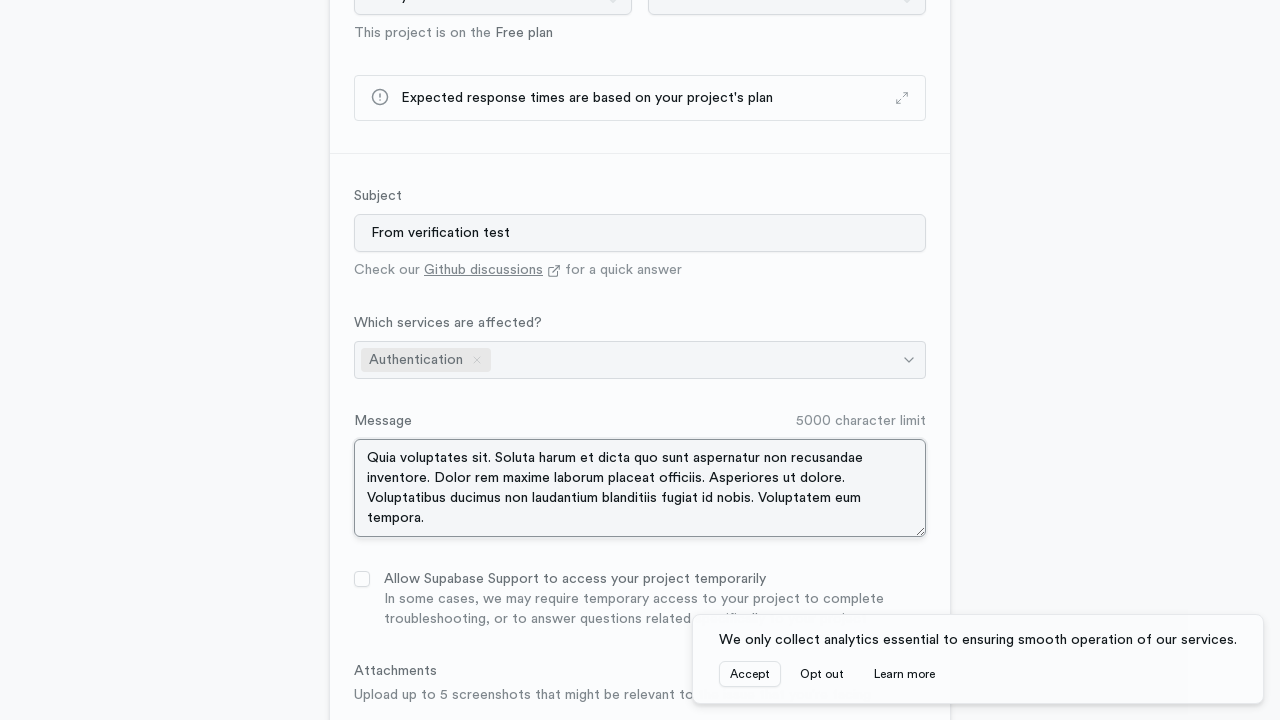 This project is on the Free plan
Expected response times are based on your project's plan
Subject
From verification test
Check our Github discussions for a quick answer
Which services are affected?
Authentication
Message
5000 character limit
Quia voluptates sit. Soluta harum et dicta quo sunt aspernatur non recusandae
inventore. Dolor rem maxime laborum placeat officiis. Asperiores ut dolore.
Voluptatibus ducimus non laudantium blanditiis fugiat id nobis. Voluptatem eum
tempora.
Allow Supabase Support to access your project temporarily
In some cases, we may require temporary access to your project to complete
troubleshooting, or to answer questions related
We only collect analytics essential to ensuring smooth operation of our services.
Accept
Opt out
Learn more
Attachments
Upload up to 5 screenshots that might be relevant to